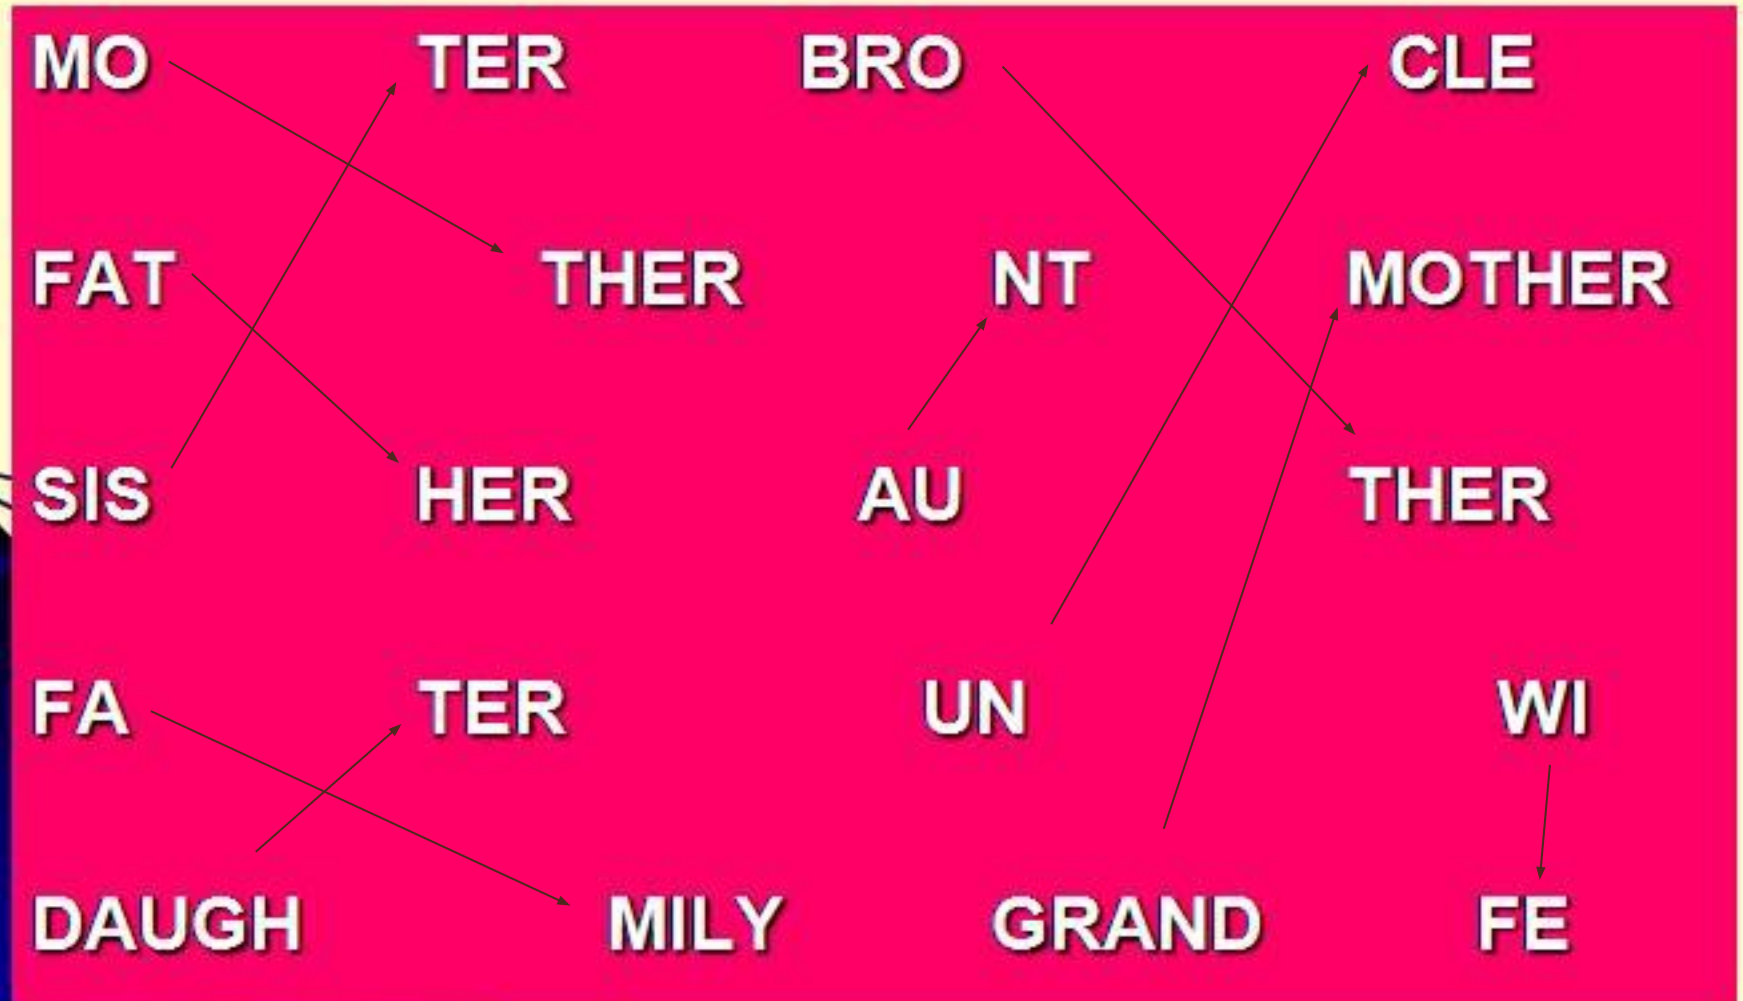 MO TER BRO CLE
FAT THER NT MOTHER
SIS HER AU THER
FA TER UN WI
DAUGH MILY GRAND FE